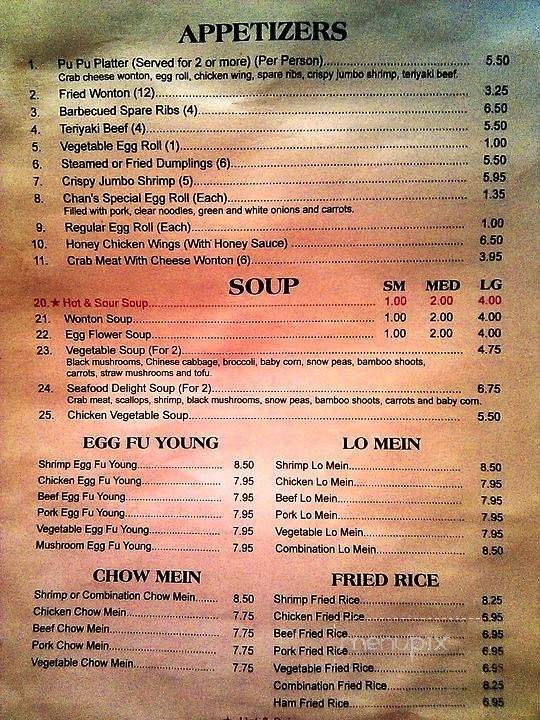 APPETIZERS
1. Pu Pu Platter (Served for 2 or more) (Per Person) 5.50
Crab cheese wonton, egg roll, chicken wing, spare ribs, crispy jumbo shrimp, teriyaki beef.
2. Fried Wonton (12) 3.25
3. Barbecued Spare Ribs (4) 6.50
4. Teriyaki Beef (4) 5.50
5. Vegetable Egg Roll (1) 1.00
6. Steamed or Fried Dumplings (6) 5.50
7. Crispy Jumbo Shrimp (5) 5.95
8. Chan's Special Egg Roll (Each) 1.35
Filled with pork, clear noodles, green and white onions and carrots.
9. Regular Egg Roll (Each) 1.00
10. Honey Chicken Wings (With Honey Sauce) 6.50
11. Crab Meat With Cheese Wonton (6) 3.95
SOUP SM MED LG
20. ★ Hot & Sour Soup 1.00 2.00 4.00
21. Wonton Soup 1.00 2.00 4.00
22. Egg Flower Soup 1.00 2.00 4.00
23. Vegetable Soup (For 2) 4.75
Black mushrooms, Chinese cabbage, broccoli, baby corn, snow peas, bamboo shoots,
carrots, straw mushrooms and tofu.
24. Seafood Delight Soup (For 2) 6.75
Crab meat, scallops, shrimp, black mushrooms, snow peas, bamboo shoots, carrots and baby corn.
25. Chicken Vegetable Soup 5.50
EGG FU YOUNG
Shrimp Egg Fu Young 8.50
Chicken Egg Fu Young 7.95
Beef Egg Fu Young 7.95
Pork Egg Fu Young 7.95
Vegetable Egg Fu Young 7.95
Mushroom Egg Fu Young 7.95
LO MEIN
Shrimp Lo Mein 8.50
Chicken Lo Mein 7.95
Beef Lo Mein 7.95
Pork Lo Mein 7.95
Vegetable Lo Mein 7.95
Combination Lo Mein 8.50
CHOW MEIN
Shrimp or Combination Chow Mein 8.50
Chicken Chow Mein 7.75
Beef Chow Mein 7.75
Pork Chow Mein 7.75
Vegetable Chow Mein 7.75
FRIED RICE
Shrimp Fried Rice 8.25
Chicken Fried Rice 6.95
Beef Fried Rice 6.95
Pork Fried Rice 6.95
Vegetable Fried Rice 6.95
Combination Fried Rice 8.25
Ham Fried Rice 6.95
menupix